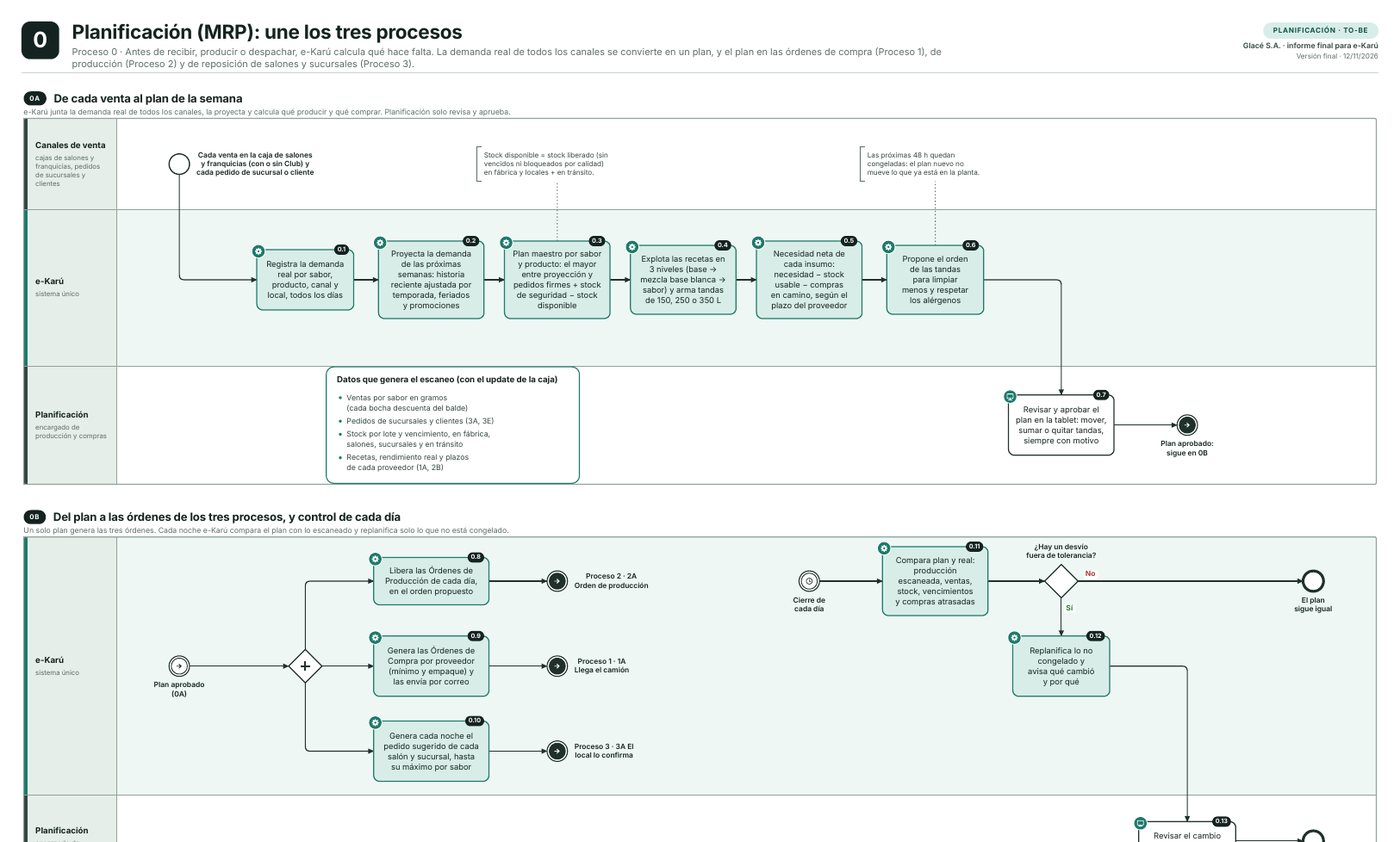 0
Planificación (MRP): une los tres procesos
Proceso 0 · Antes de recibir, producir o despachar, e-Karú calcula qué hace falta. La demanda real de todos los canales se convierte en un plan, y el plan en las órdenes de compra (Proceso 1), de
producción (Proceso 2) y de reposición de salones y sucursales (Proceso 3).
PLANIFICACIÓN · TO-BE
Glacé S.A. · informe final para e-Karú
Versión final · 12/11/2026
0A De cada venta al plan de la semana
e-Karú junta la demanda real de todos los canales, la proyecta y calcula qué producir y qué comprar. Planificación solo revisa y aprueba.
Canales de venta
cajas de salones y
franquicias, pedidos
de sucursales y
clientes
Cada venta en la caja de salones
y franquicias (con o sin Club) y
cada pedido de sucursal o cliente
Stock disponible = stock liberado (sin
vencidos ni bloqueados por calidad)
en fábrica y locales + en tránsito.
Las próximas 48 h quedan
congeladas: el plan nuevo no
mueve lo que ya está en la planta.
e-Karú
sistema único
0.1
Registra la demanda
real por sabor,
producto, canal y
local, todos los días
0.2
Proyecta la demanda
de las próximas
semanas: historia
reciente ajustada por
temporada, feriados
y promociones
0.3
Plan maestro por sabor
y producto: el mayor
entre proyección y
pedidos firmes + stock
de seguridad − stock
disponible
0.4
Explota las recetas en
3 niveles (base →
mezcla base blanca →
sabor) y arma tandas
de 150, 250 o 350 L
0.5
Necesidad neta de
cada insumo:
necesidad − stock
usable − compras
en camino, según el
plazo del proveedor
0.6
Propone el orden
de las tandas
para limpiar
menos y respetar
los alérgenos
Planificación
encargado de
producción y compras
Datos que genera el escaneo (con el update de la caja)
• Ventas por sabor en gramos
(cada bocha descuenta del balde)
• Pedidos de sucursales y clientes (3A, 3E)
• Stock por lote y vencimiento, en fábrica,
salones, sucursales y en tránsito
• Recetas, rendimiento real y plazos
de cada proveedor (1A, 2B)
0.7
Revisar y aprobar el
plan en la tablet: mover,
sumar o quitar tandas,
siempre con motivo
Plan aprobado:
sigue en 0B
0B Del plan a las órdenes de los tres procesos, y control de cada día
Un solo plan genera las tres órdenes. Cada noche e-Karú compara el plan con lo escaneado y replanifica solo lo que no está congelado.
e-Karú
sistema único
Plan aprobado
(0A)
0.8
Libera las Órdenes de
Producción de cada día,
en el orden propuesto
Proceso 2 · 2A
Orden de producción
0.9
Genera las Órdenes de
Compra por proveedor
(mínimo y empaque) y
las envía por correo
Proceso 1 · 1A
Llega el camión
0.10
Genera cada noche el
pedido sugerido de cada
salón y sucursal, hasta
su máximo por sabor
Proceso 3 · 3A El
local lo confirma
Cierre de
cada día
0.11
Compara plan y real:
producción
escaneada, ventas,
stock, vencimientos
y compras atrasadas
¿Hay un desvío
fuera de tolerancia?
No
Sí
El plan
sigue igual
0.12
Replanifica lo no
congelado y
avisa qué cambió
y por qué
Planificación
0.13
Revisar el cambio